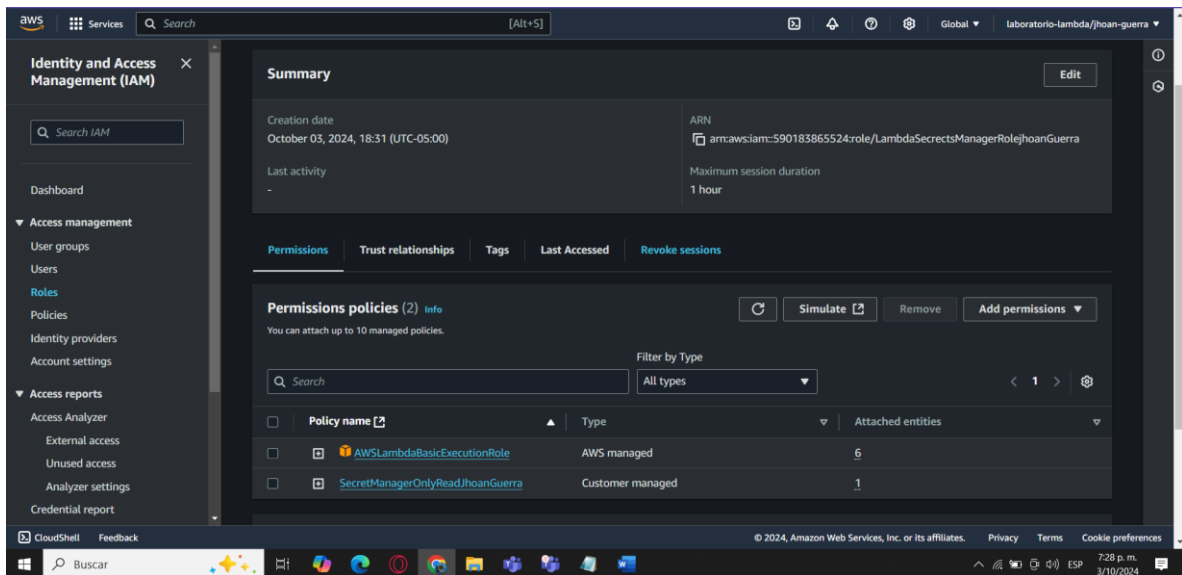 aws
Services
Search
[Alt+S]
Global
laboratorio-lambda/jhoan-guerra
Identity and Access
Management (IAM)
Search IAM
Dashboard
Access management
User groups
Users
Roles
Policies
Identity providers
Account settings
Access reports
Access Analyzer
External access
Unused access
Analyzer settings
Credential report
Summary
Edit
Creation date
October 03, 2024, 18:31 (UTC-05:00)
ARN
arn:aws:iam::590183865524:role/LambdaSecrectsManagerRolejhoanGuerra
Last activity
-
Maximum session duration
1 hour
Permissions
Trust relationships
Tags
Last Accessed
Revoke sessions
Permissions policies (2) Info
You can attach up to 10 managed policies.
Simulate
Remove
Add permissions
Filter by Type
Search
All types
1
Policy name
Type
Attached entities
AWSLambdaBasicExecutionRole
AWS managed
6
SecretManagerOnlyReadJhoanGuerra
Customer managed
1
CloudShell
Feedback
© 2024, Amazon Web Services, Inc. or its affiliates.
Privacy
Terms
Cookie preferences
Buscar
ESP
7:28 p. m.
3/10/2024